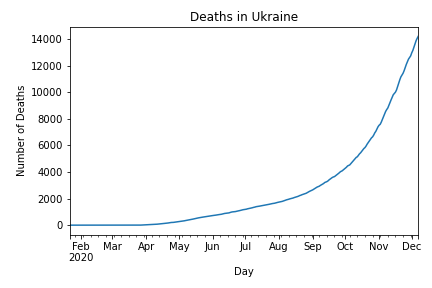 Deaths in Ukraine
14000
12000
10000
8000
6000
4000
2000
0
Number of Deaths
Feb Mar Apr May Jun Jul Aug Sep Oct Nov Dec
2020
Day